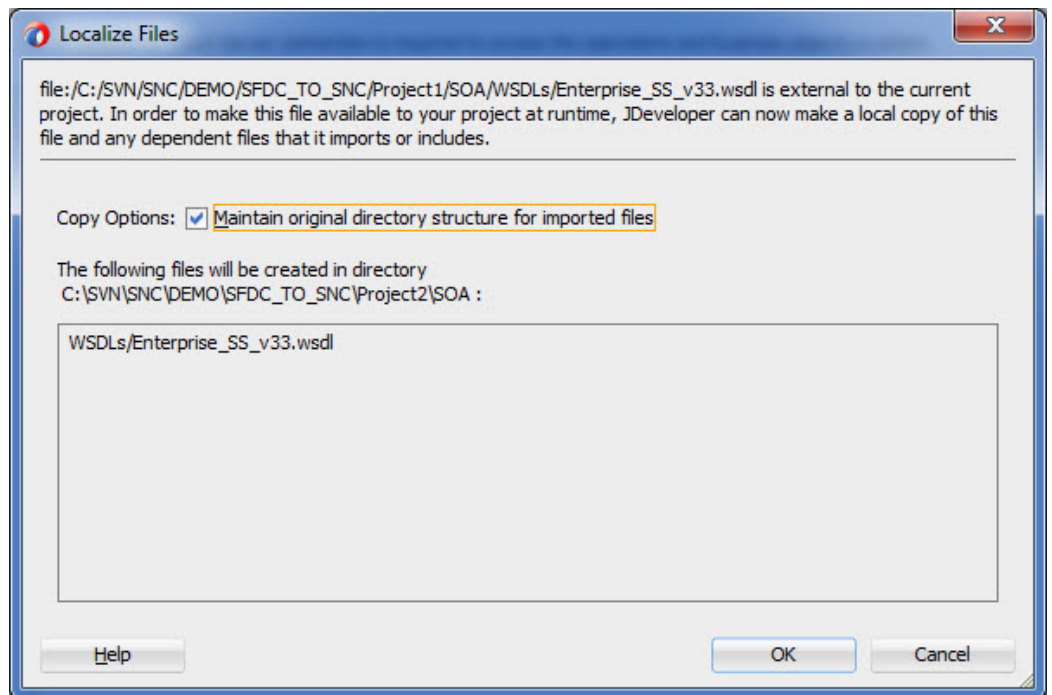 Localize Files
file:/C:/SVN/SNC/DEMO/SFDC_TO_SNC/Project1/SOA/WSDLs/Enterprise_SS_v33.wsdl is external to the current
project. In order to make this file available to your project at runtime, JDeveloper can now make a local copy of this
file and any dependent files that it imports or includes.
Copy Options: Maintain original directory structure for imported files
The following files will be created in directory
C:\SVN\SNC\DEMO\SFDC_TO_SNC\Project2\SOA :
WSDLs/Enterprise_SS_v33.wsdl
Help OK Cancel